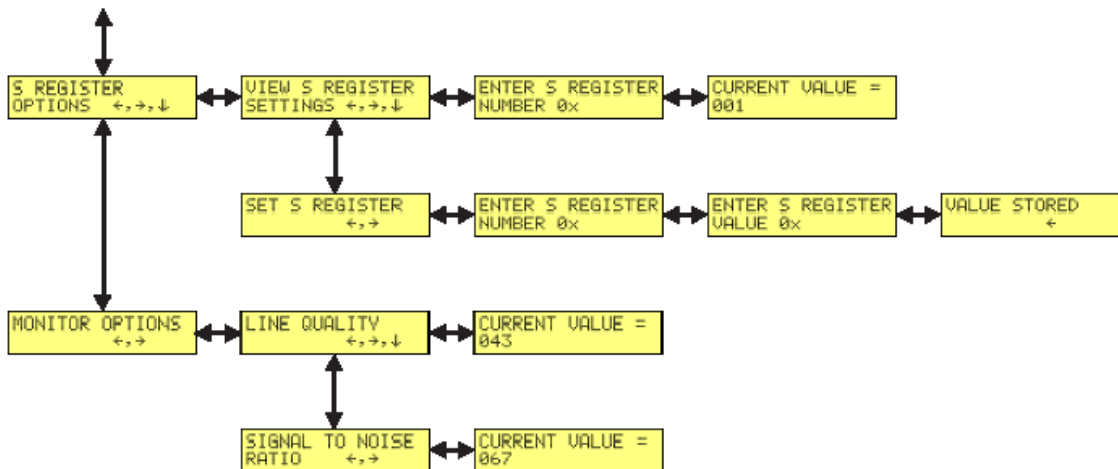 S REGISTER
OPTIONS ←,→,↓
VIEW S REGISTER
SETTINGS ←,→,↓
ENTER S REGISTER
NUMBER 0x
CURRENT VALUE =
001
SET S REGISTER
←,→
ENTER S REGISTER
NUMBER 0x
ENTER S REGISTER
VALUE 0x
VALUE STORED
←
MONITOR OPTIONS
←,→
LINE QUALITY
←,→,↓
CURRENT VALUE =
043
SIGNAL TO NOISE
RATIO ←,→
CURRENT VALUE =
067